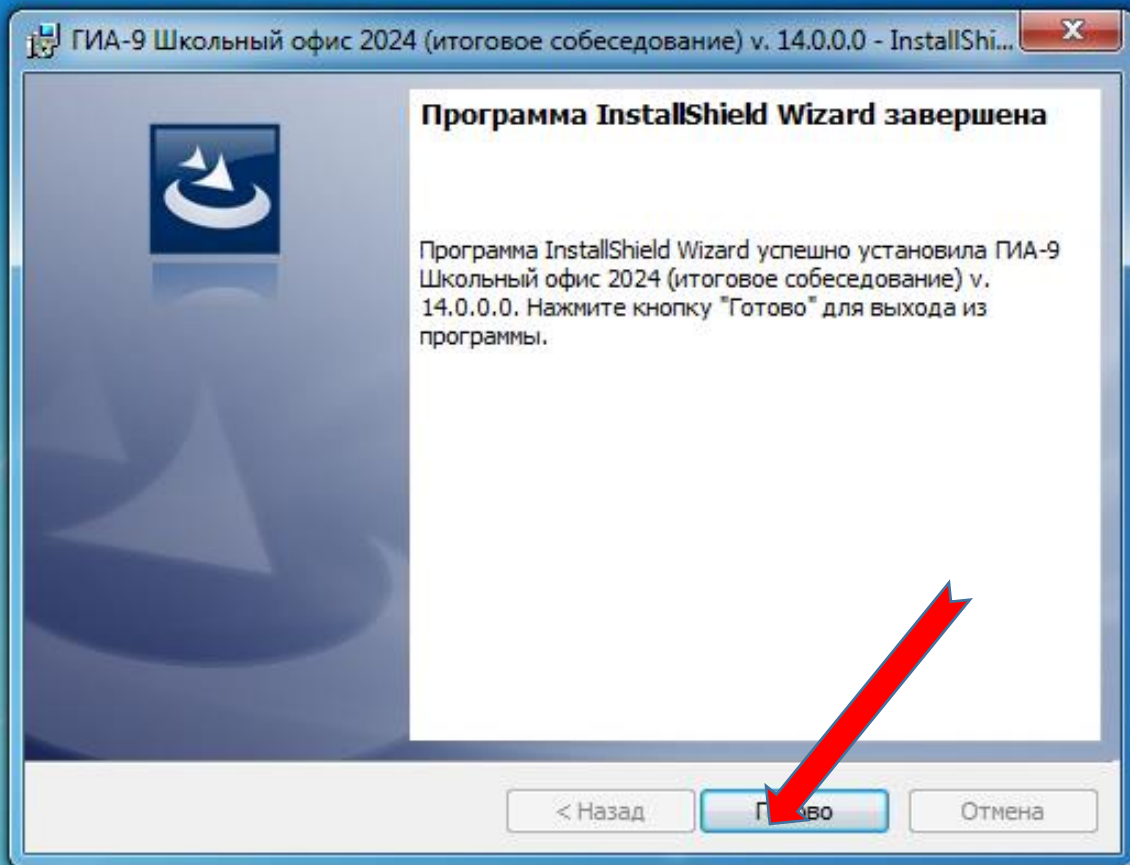 ГИА-9 Школьный офис 2024 (итоговое собеседование) v. 14.0.0.0 - InstallShi...
Программа InstallShield Wizard завершена
Программа InstallShield Wizard успешно установила ГИА-9
Школьный офис 2024 (итоговое собеседование) v.
14.0.0.0. Нажмите кнопку "Готово" для выхода из
программы.
< Назад
Готово
Отмена